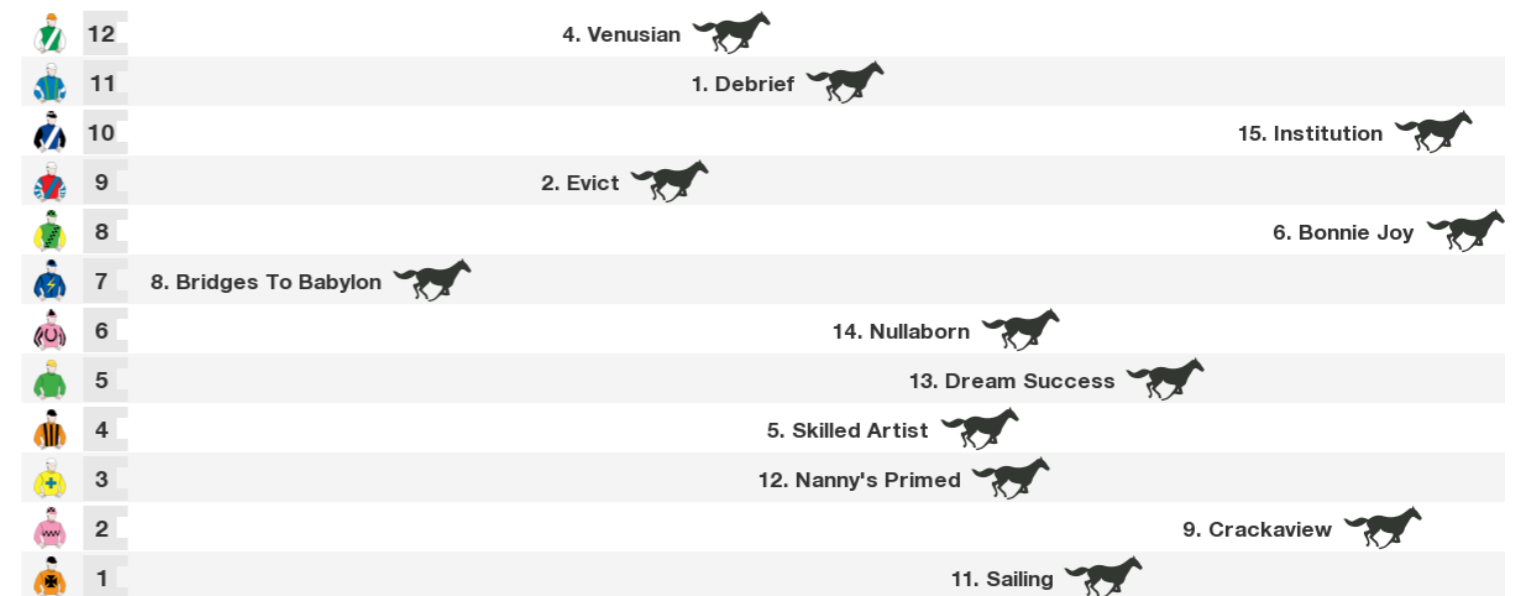 12 4. Venusian
11 1. Debrief
10 15. Institution
9 2. Evict
8 6. Bonnie Joy
7 8. Bridges To Babylon
6 14. Nullaborn
5 13. Dream Success
4 5. Skilled Artist
3 12. Nanny's Primed
2 9. Crackaview
1 11. Sailing